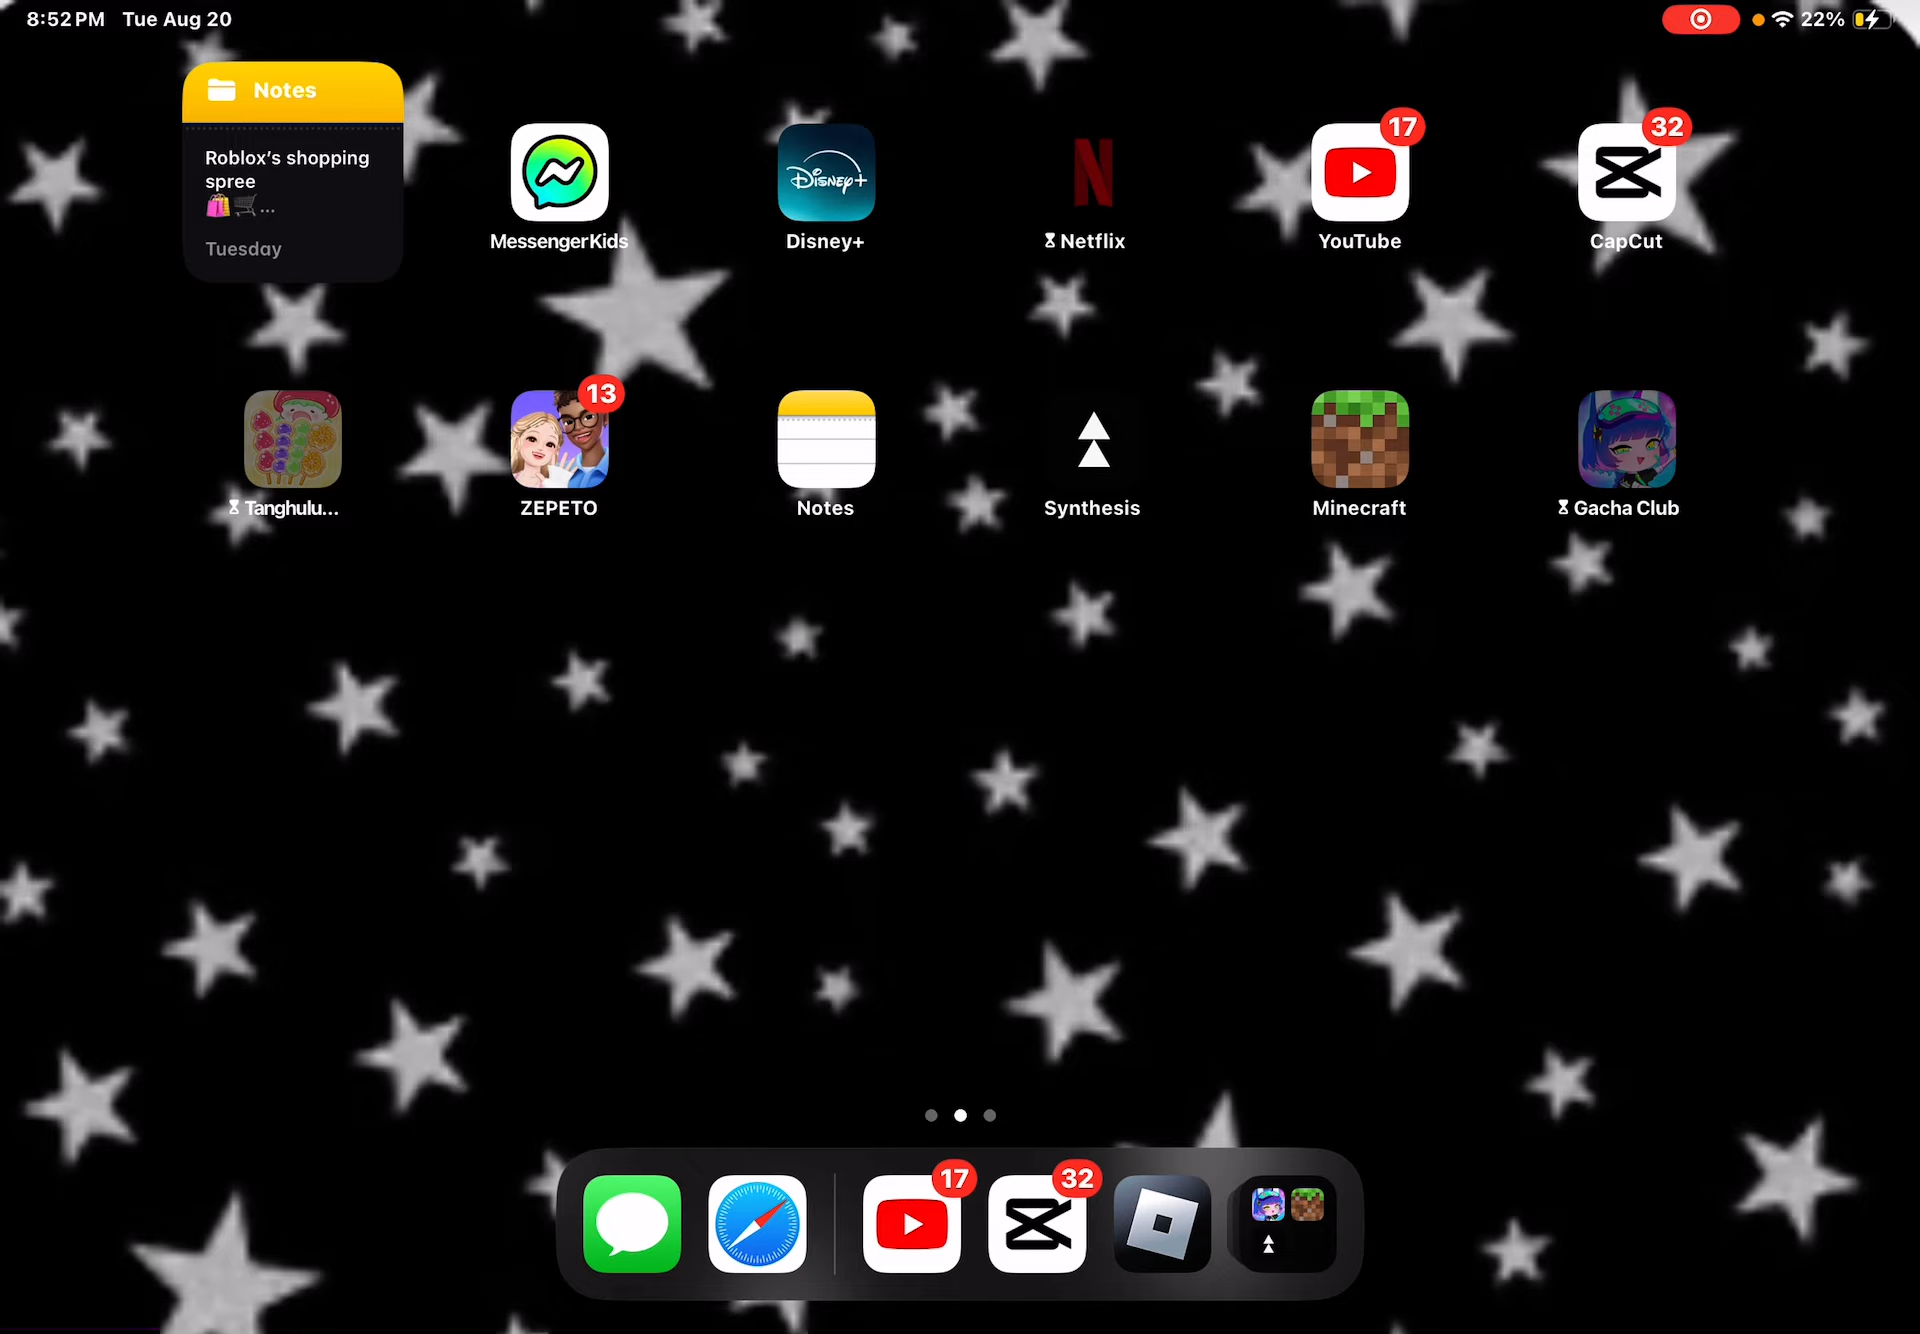 8:52 PM Tue Aug 20
22%
Notes
Roblox’s shopping
spree
🛍️🛒...
Tuesday
MessengerKids
Disney+
Disney+
N
Netflix
17
YouTube
32
CapCut
Tanghulu...
13
ZEPETO
Notes
Synthesis
Minecraft
Gacha Club
17
32